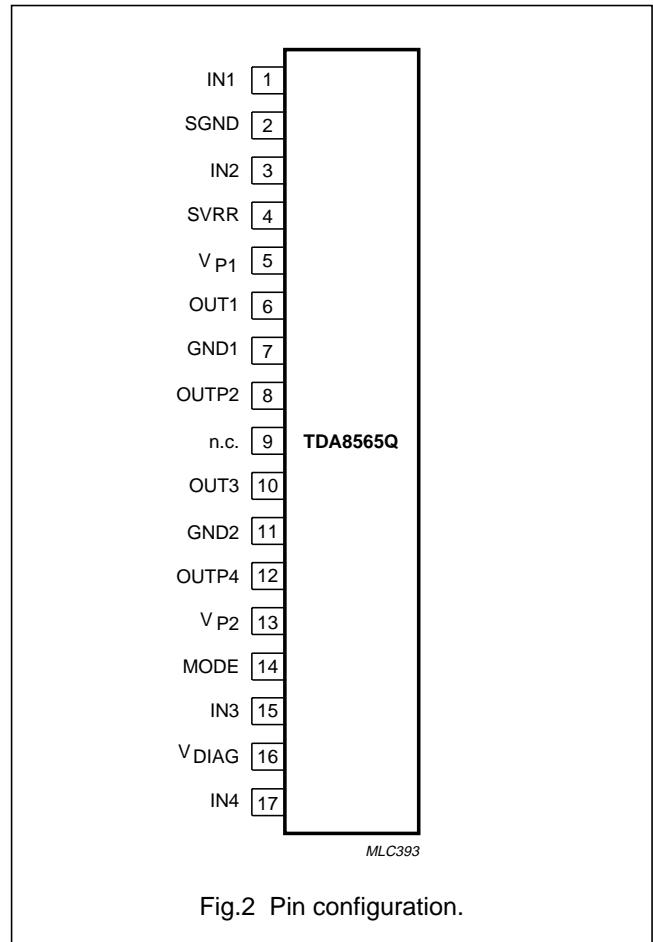 IN1 1
SGND 2
IN2 3
SVRR 4
VP1 5
OUT1 6
GND1 7
OUTP2 8
n.c. 9 TDA8565Q
OUT3 10
GND2 11
OUTP4 12
VP2 13
MODE 14
IN3 15
VDIAG 16
IN4 17
MLC393
Fig.2 Pin configuration.